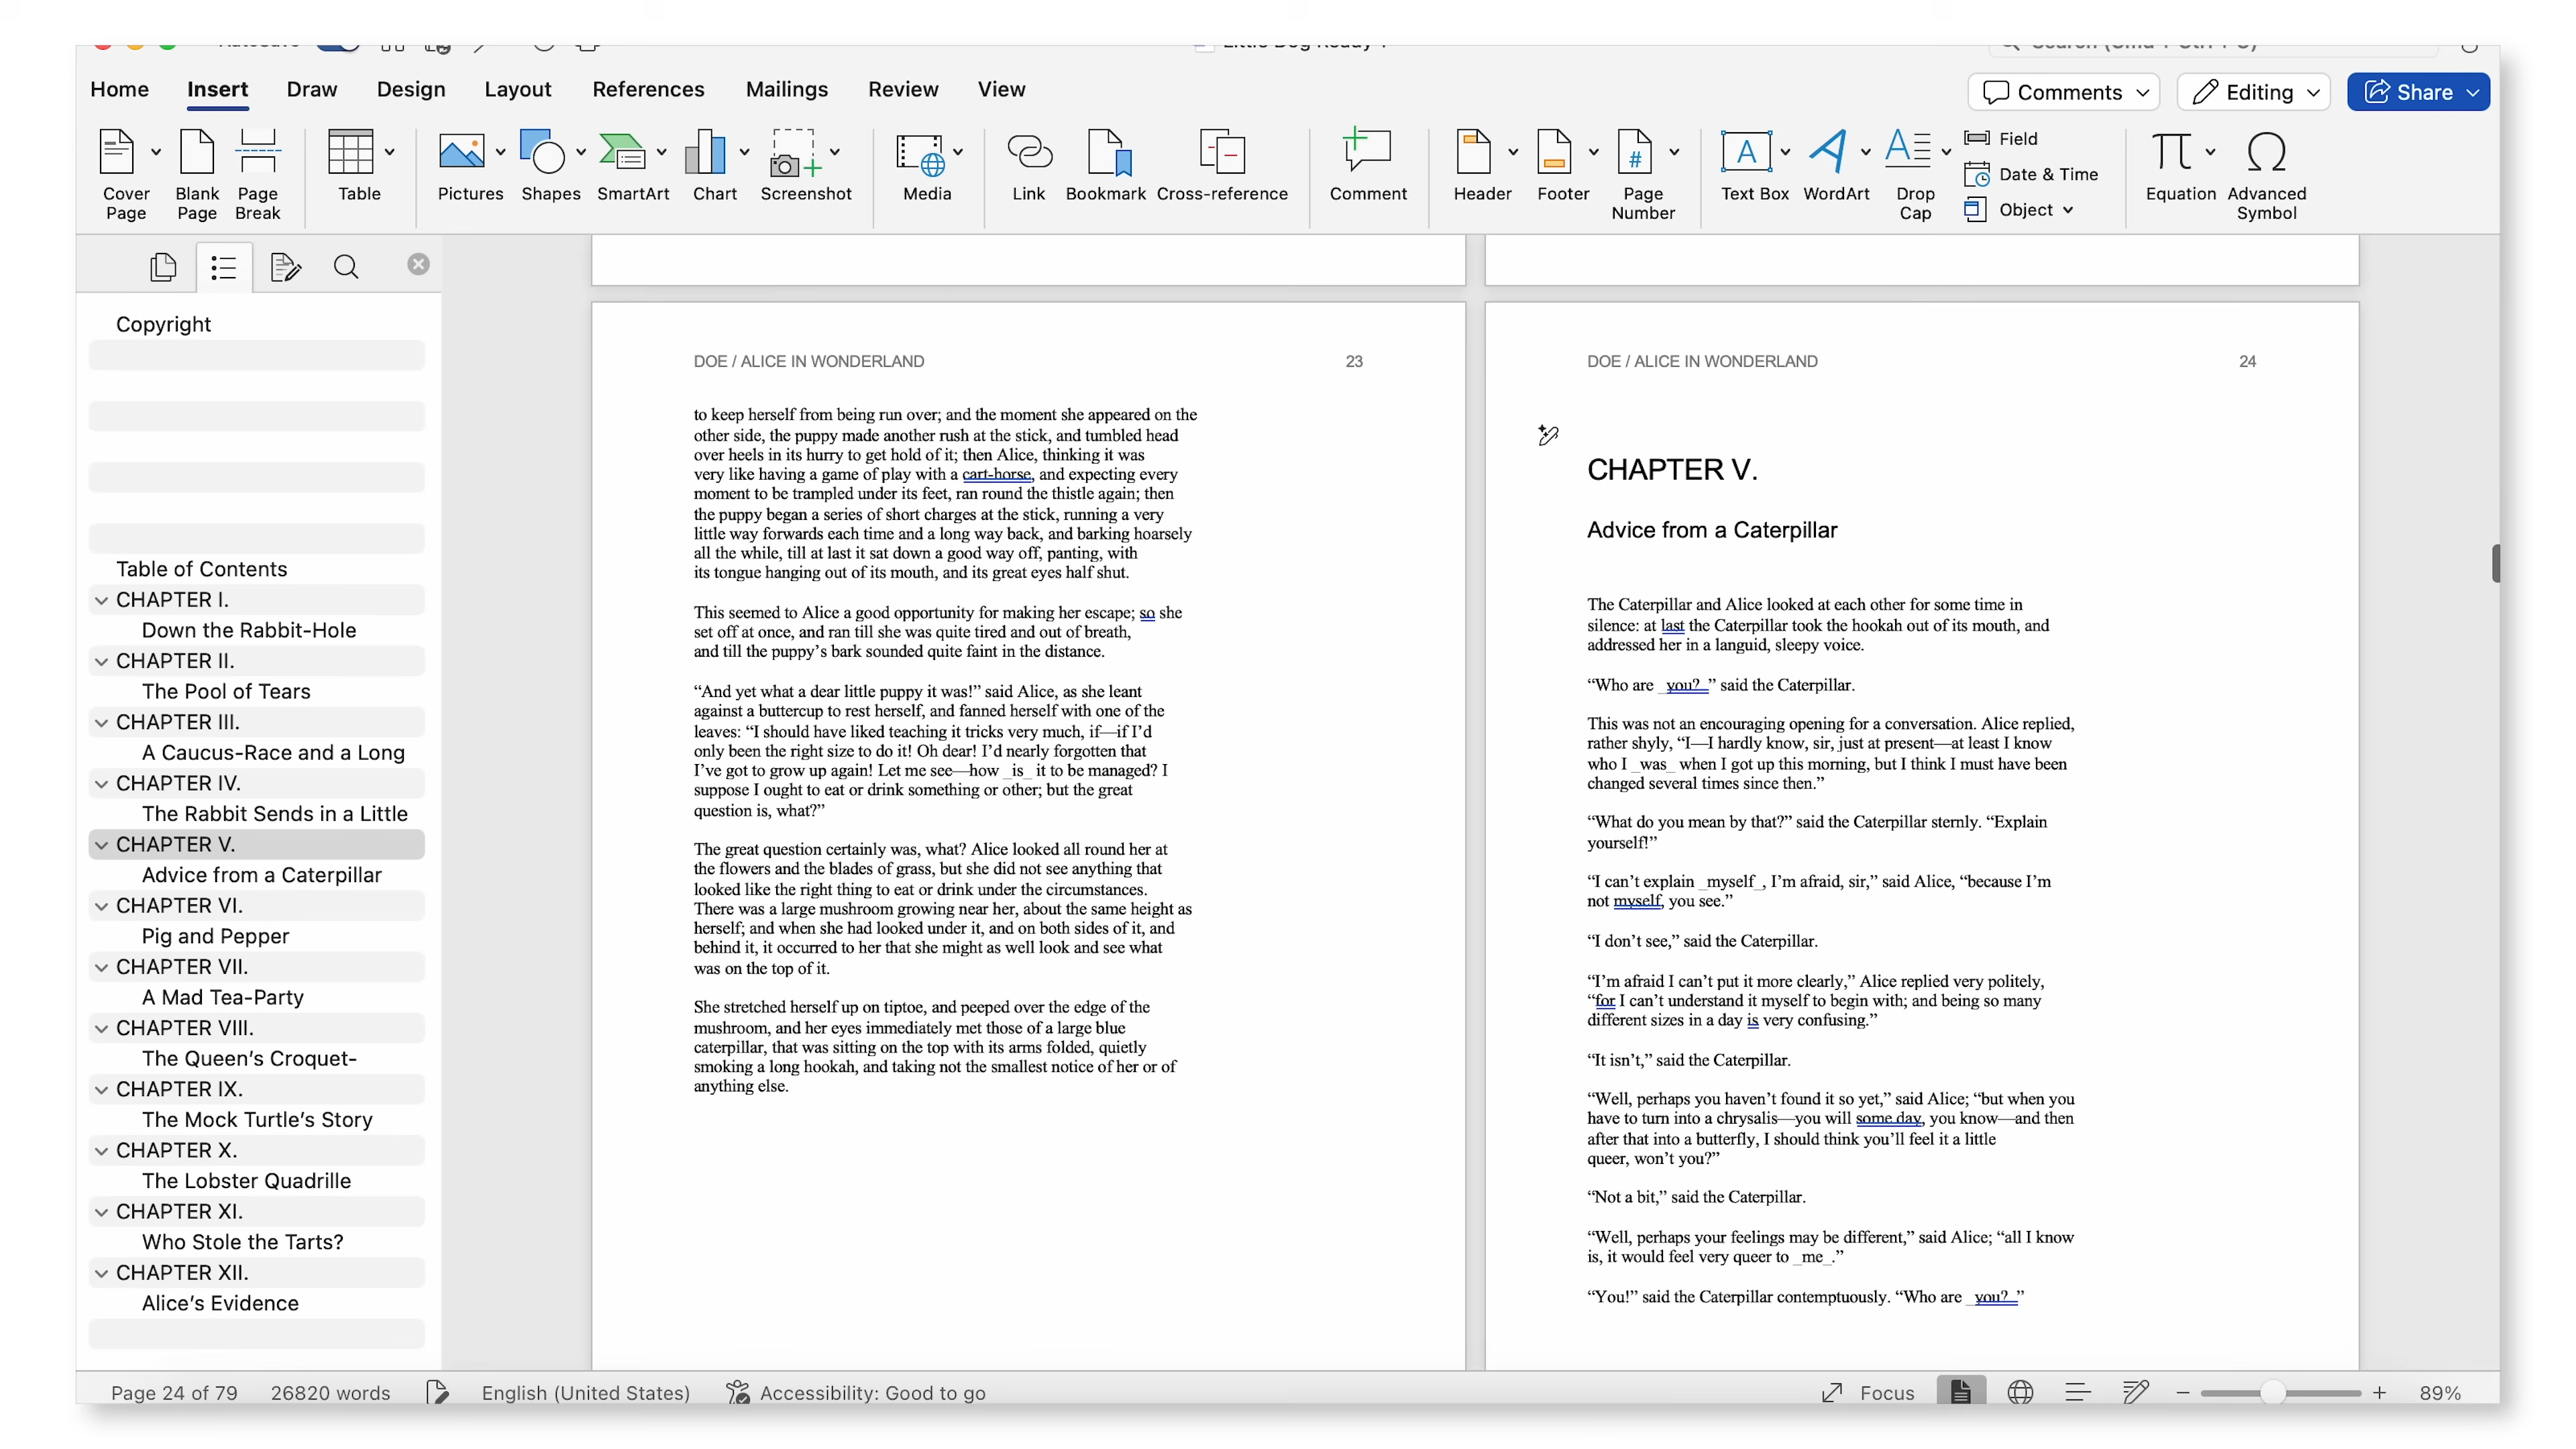 Home Insert Draw Design Layout References Mailings Review View
Comments Editing Share
Cover Page
Blank Page
Page Break
Table
Pictures
Shapes
SmartArt
Chart
Screenshot
Media
Link
Bookmark
Cross-reference
Comment
Header
Footer
# Page Number
A Text Box
WordArt
Drop Cap
Field
Date & Time
Object
Equation
Advanced Symbol
Copyright
Table of Contents
CHAPTER I.
Down the Rabbit-Hole
CHAPTER II.
The Pool of Tears
CHAPTER III.
A Caucus-Race and a Long
CHAPTER IV.
The Rabbit Sends in a Little
CHAPTER V.
Advice from a Caterpillar
CHAPTER VI.
Pig and Pepper
CHAPTER VII.
A Mad Tea-Party
CHAPTER VIII.
The Queen’s Croquet-
CHAPTER IX.
The Mock Turtle’s Story
CHAPTER X.
The Lobster Quadrille
CHAPTER XI.
Who Stole the Tarts?
CHAPTER XII.
Alice’s Evidence
DOE / ALICE IN WONDERLAND 23
to keep herself from being run over; and the moment she appeared on the
other side, the puppy made another rush at the stick, and tumbled head
over heels in its hurry to get hold of it; then Alice, thinking it was
very like having a game of play with a cart-horse, and expecting every
moment to be trampled under its feet, ran round the thistle again; then
the puppy began a series of short charges at the stick, running a very
little way forwards each time and a long way back, and barking hoarsely
all the while, till at last it sat down a good way off, panting, with
its tongue hanging out of its mouth, and its great eyes half shut.
This seemed to Alice a good opportunity for making her escape; so she
set off at once, and ran till she was quite tired and out of breath,
and till the puppy’s bark sounded quite faint in the distance.
“And yet what a dear little puppy it was!” said Alice, as she leant
against a buttercup to rest herself, and fanned herself with one of the
leaves: “I should have liked teaching it tricks very much, if—if I’d
only been the right size to do it! Oh dear! I’d nearly forgotten that
I’ve got to grow up again! Let me see—how _is_ it to be managed? I
suppose I ought to eat or drink something or other; but the great
question is, what?”
The great question certainly was, what? Alice looked all round her at
the flowers and the blades of grass, but she did not see anything that
looked like the right thing to eat or drink under the circumstances.
There was a large mushroom growing near her, about the same height as
herself; and when she had looked under it, and on both sides of it, and
behind it, it occurred to her that she might as well look and see what
was on the top of it.
She stretched herself up on tiptoe, and peeped over the edge of the
mushroom, and her eyes immediately met those of a large blue
caterpillar, that was sitting on the top with its arms folded, quietly
smoking a long hookah, and taking not the smallest notice of her or of
anything else.
DOE / ALICE IN WONDERLAND 24
CHAPTER V.
Advice from a Caterpillar
The Caterpillar and Alice looked at each other for some time in
silence: at last the Caterpillar took the hookah out of its mouth, and
addressed her in a languid, sleepy voice.
“Who are _you?_” said the Caterpillar.
This was not an encouraging opening for a conversation. Alice replied,
rather shyly, “I—I hardly know, sir, just at present—at least I know
who I _was_ when I got up this morning, but I think I must have been
changed several times since then.”
“What do you mean by that?” said the Caterpillar sternly. “Explain
yourself!”
“I can’t explain _myself_, I’m afraid, sir,” said Alice, “because I’m
not myself, you see.”
“I don’t see,” said the Caterpillar.
“I’m afraid I can’t put it more clearly,” Alice replied very politely,
“for I can’t understand it myself to begin with; and being so many
different sizes in a day is very confusing.”
“It isn’t,” said the Caterpillar.
“Well, perhaps you haven’t found it so yet,” said Alice; “but when you
have to turn into a chrysalis—you will some day, you know—and then
after that into a butterfly, I should think you’ll feel it a little
queer, won’t you?”
“Not a bit,” said the Caterpillar.
“Well, perhaps your feelings may be different,” said Alice; “all I know
is, it would feel very queer to _me_.”
“You!” said the Caterpillar contemptuously. “Who are _you?_”
Page 24 of 79 26820 words English (United States) Accessibility: Good to go Focus 89%